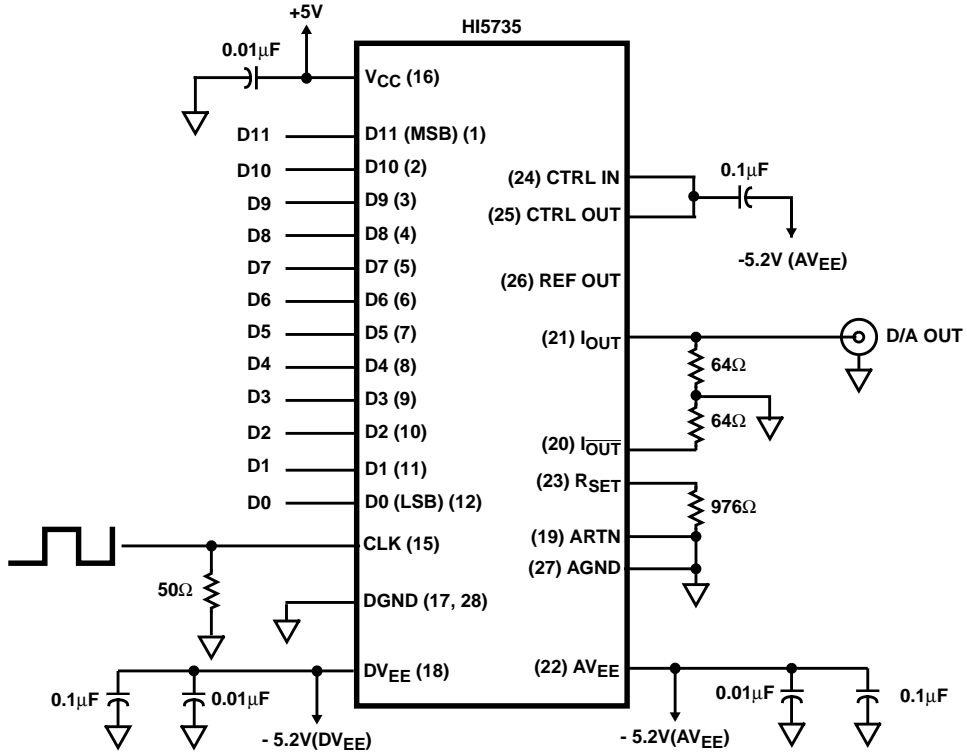 HI5735
+5V
0.01μF
VCC (16)
D11
D11 (MSB) (1)
D10
D10 (2)
D9
D9 (3)
D8
D8 (4)
D7
D7 (5)
D6
D6 (6)
D5
D5 (7)
D4
D4 (8)
D3
D3 (9)
D2
D2 (10)
D1
D1 (11)
D0
D0 (LSB) (12)
CLK (15)
50Ω
DGND (17, 28)
DVEE (18)
0.1μF
0.01μF
- 5.2V(DVEE)
(24) CTRL IN
0.1μF
(25) CTRL OUT
-5.2V (AVEE)
(26) REF OUT
(21) IOUT
D/A OUT
64Ω
64Ω
(20) I͞O͞U͞T
(23) RSET
976Ω
(19) ARTN
(27) AGND
(22) AVEE
0.01μF
0.1μF
- 5.2V(AVEE)